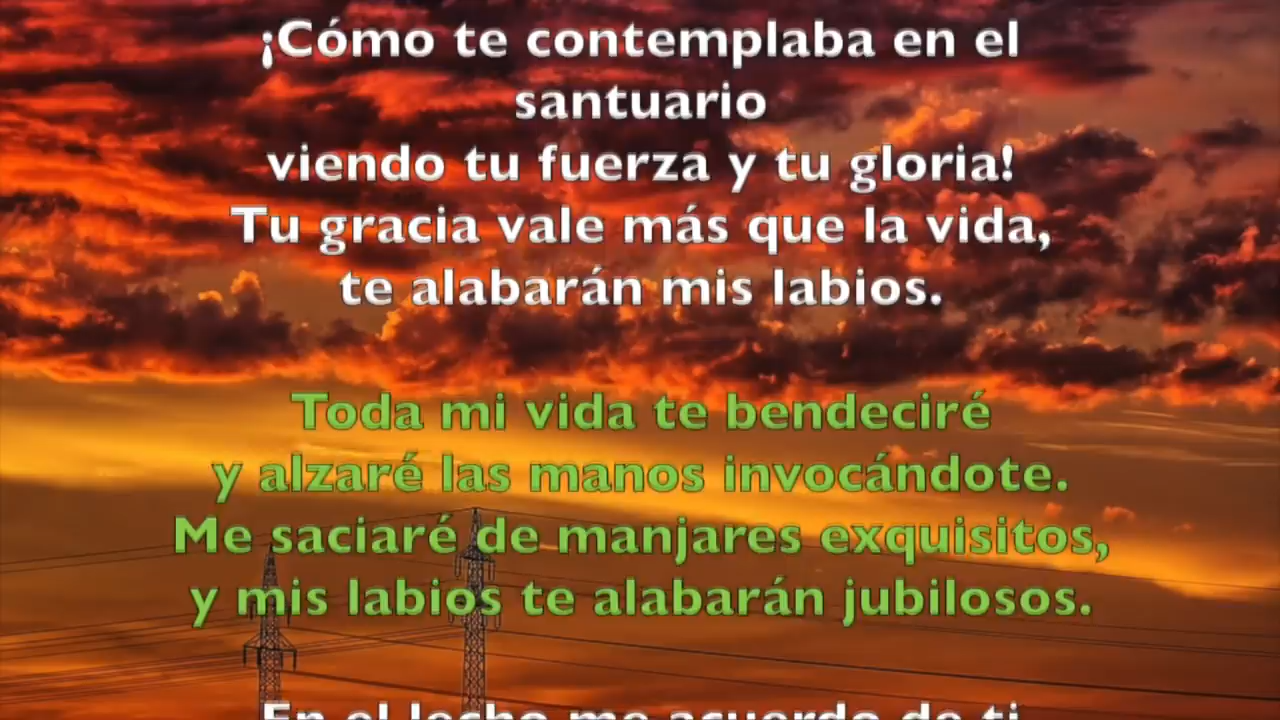 ¡Cómo te contemplaba en el
santuario
viendo tu fuerza y tu gloria!
Tu gracia vale más que la vida,
te alabarán mis labios.
Toda mi vida te bendeciré
y alzaré las manos invocándote.
Me saciaré de manjares exquisitos,
y mis labios te alabarán jubilosos.
En el lecho me acuerdo de ti